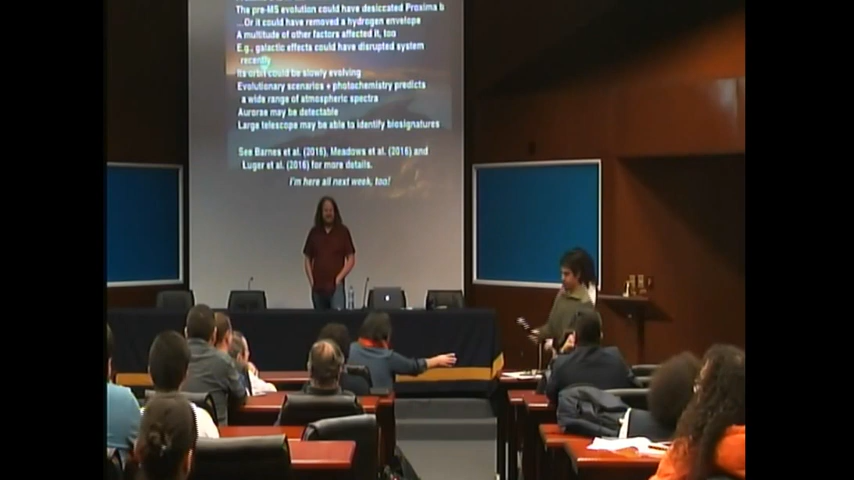 The pre-MS evolution could have desiccated Proxima b
...Or it could have removed a hydrogen envelope
A multitude of other factors affected it, too
E.g., galactic effects could have disrupted system
recently
Its orbit could be slowly evolving
Evolutionary scenarios + photochemistry predicts
a wide range of atmospheric spectra
Aurorae may be detectable
Large telescope may be able to identify biosignatures
See Barnes et al. (2016), Meadows et al. (2016) and
Luger et al. (2016) for more details.
I'm here all next week, too!